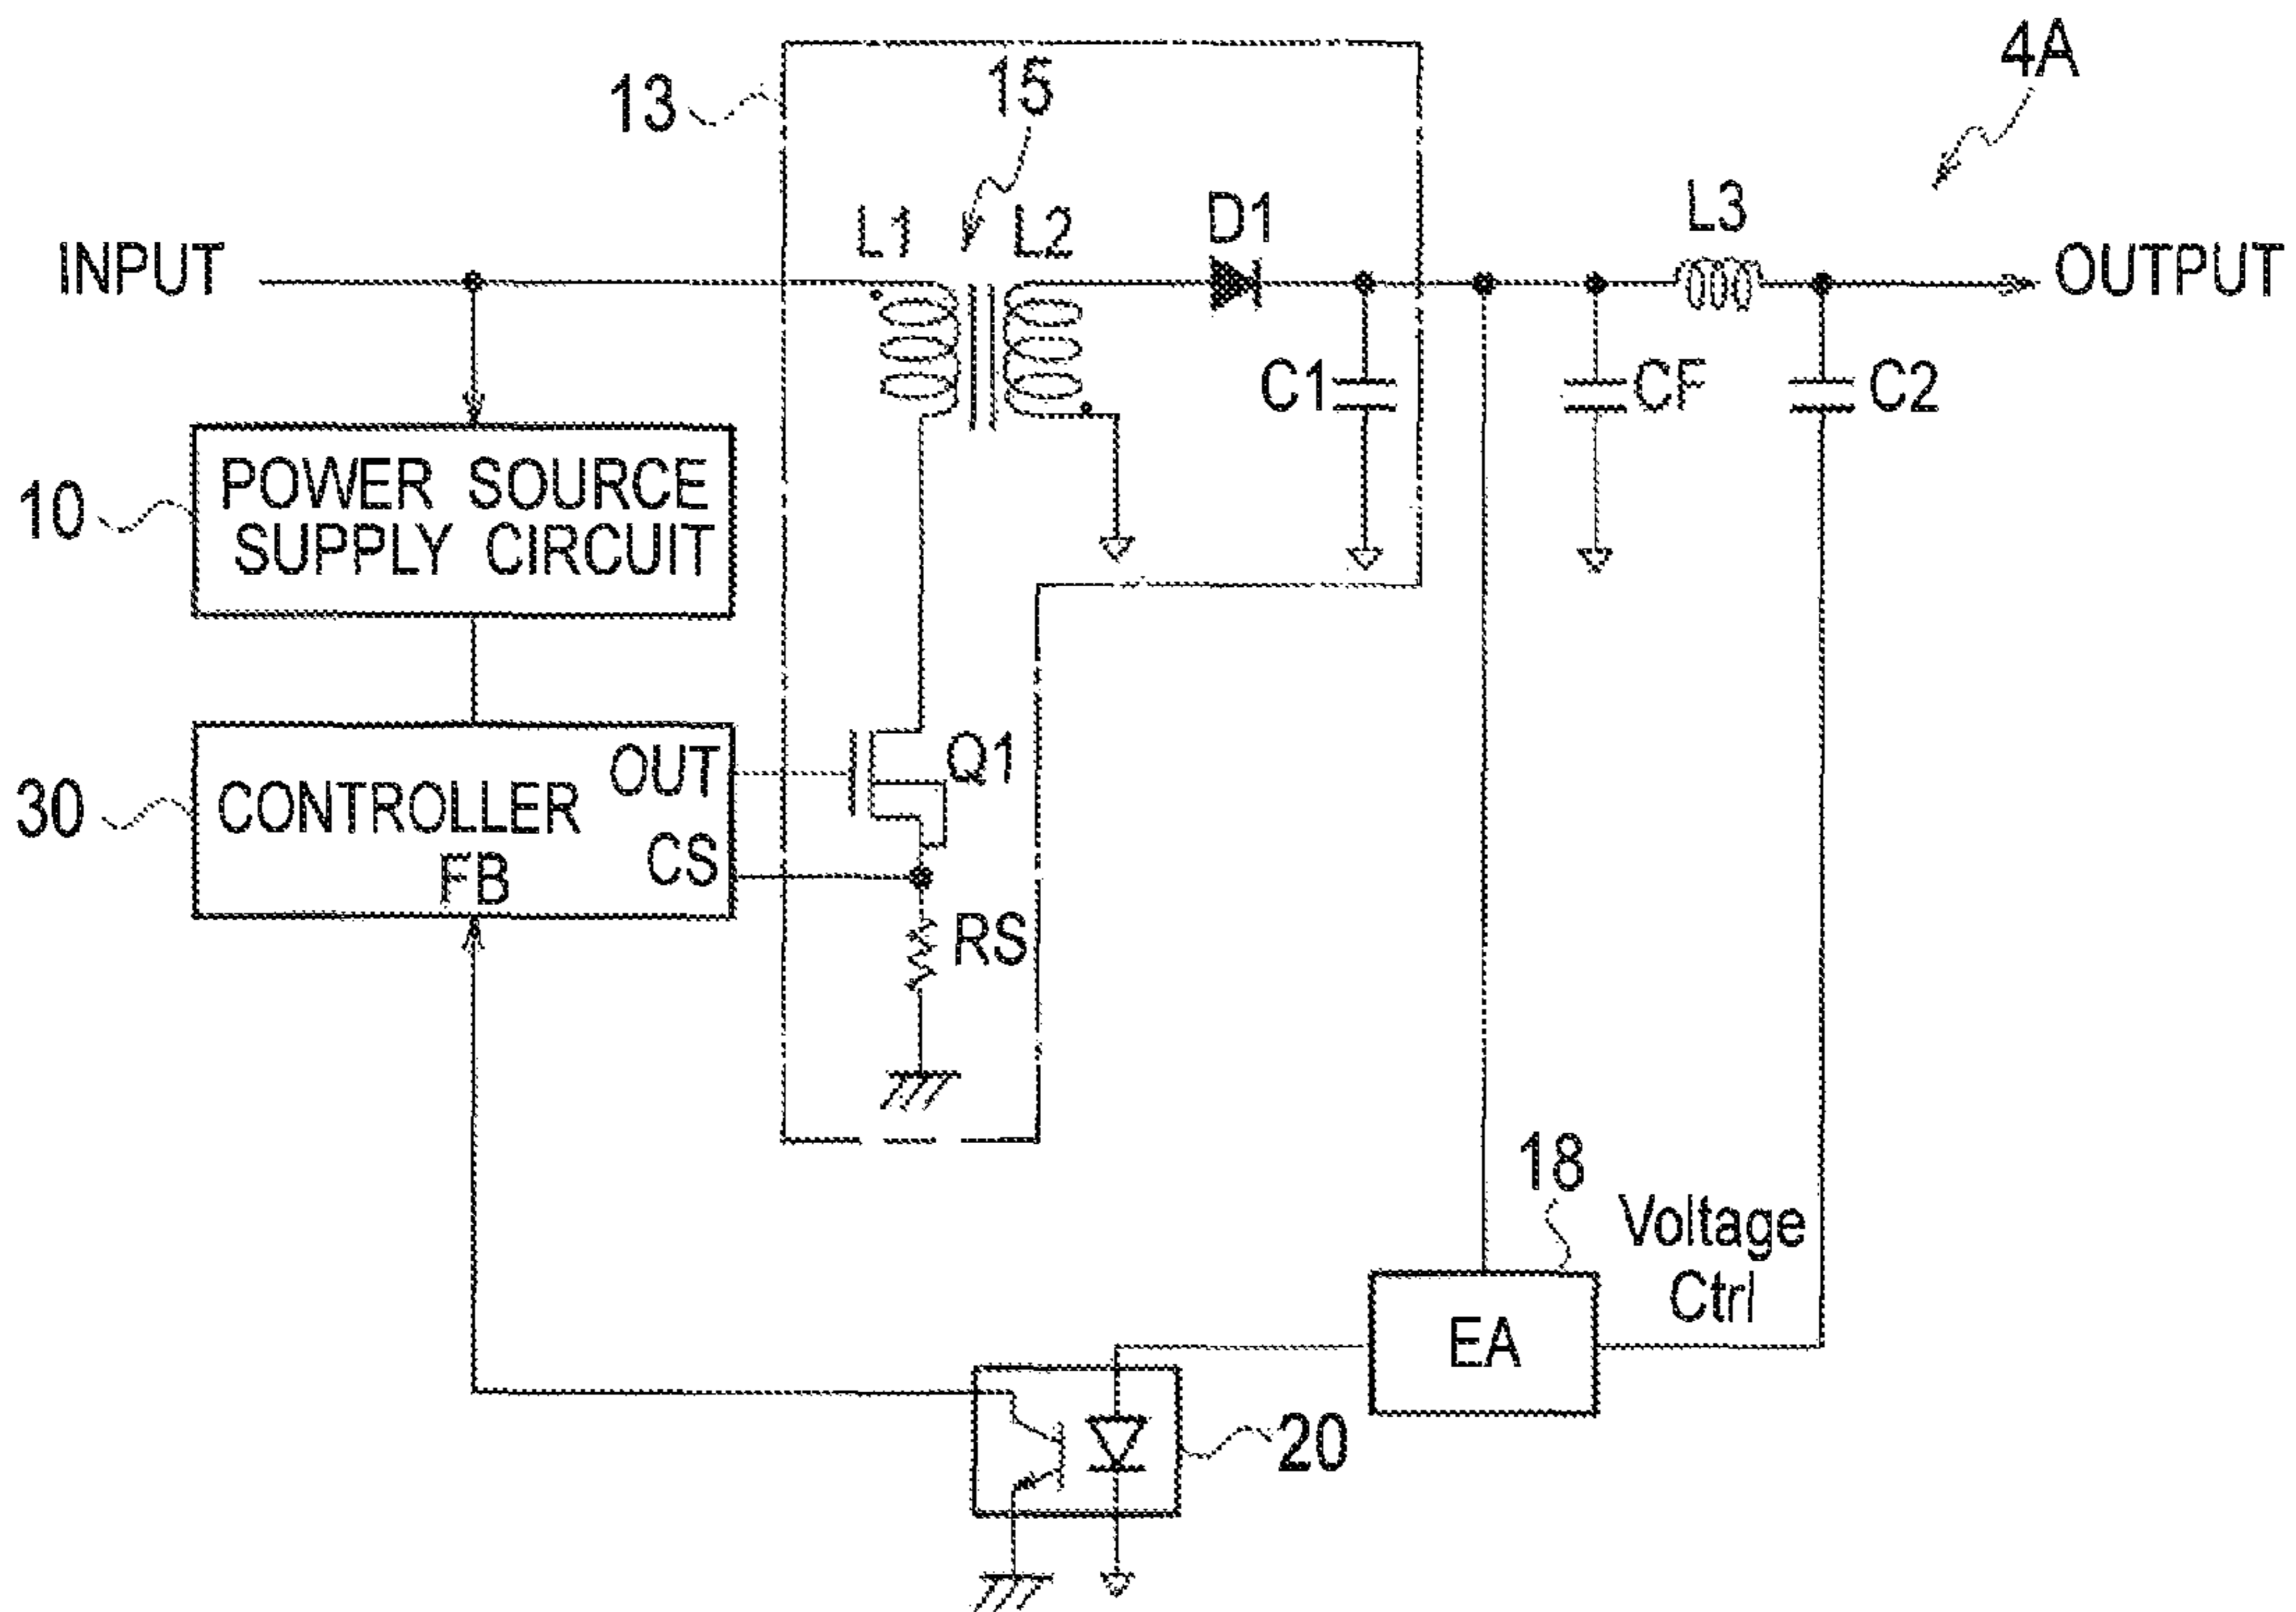 4A
13
15
L1
L2
D1
L3
INPUT
OUTPUT
C1
CF
C2
10
POWER SOURCE
SUPPLY CIRCUIT
30
CONTROLLER
OUT
CS
FB
Q1
RS
18
Voltage
Ctrl
EA
20